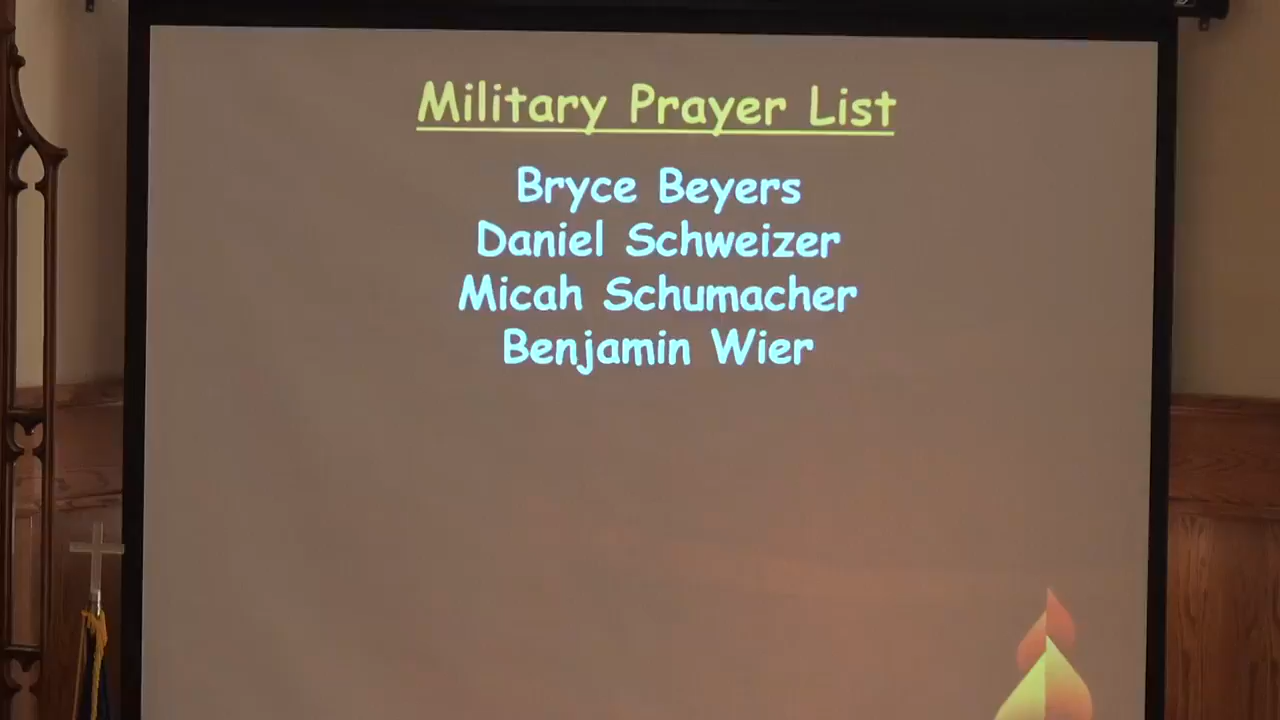 Military Prayer List
Bryce Beyers
Daniel Schweizer
Micah Schumacher
Benjamin Wier